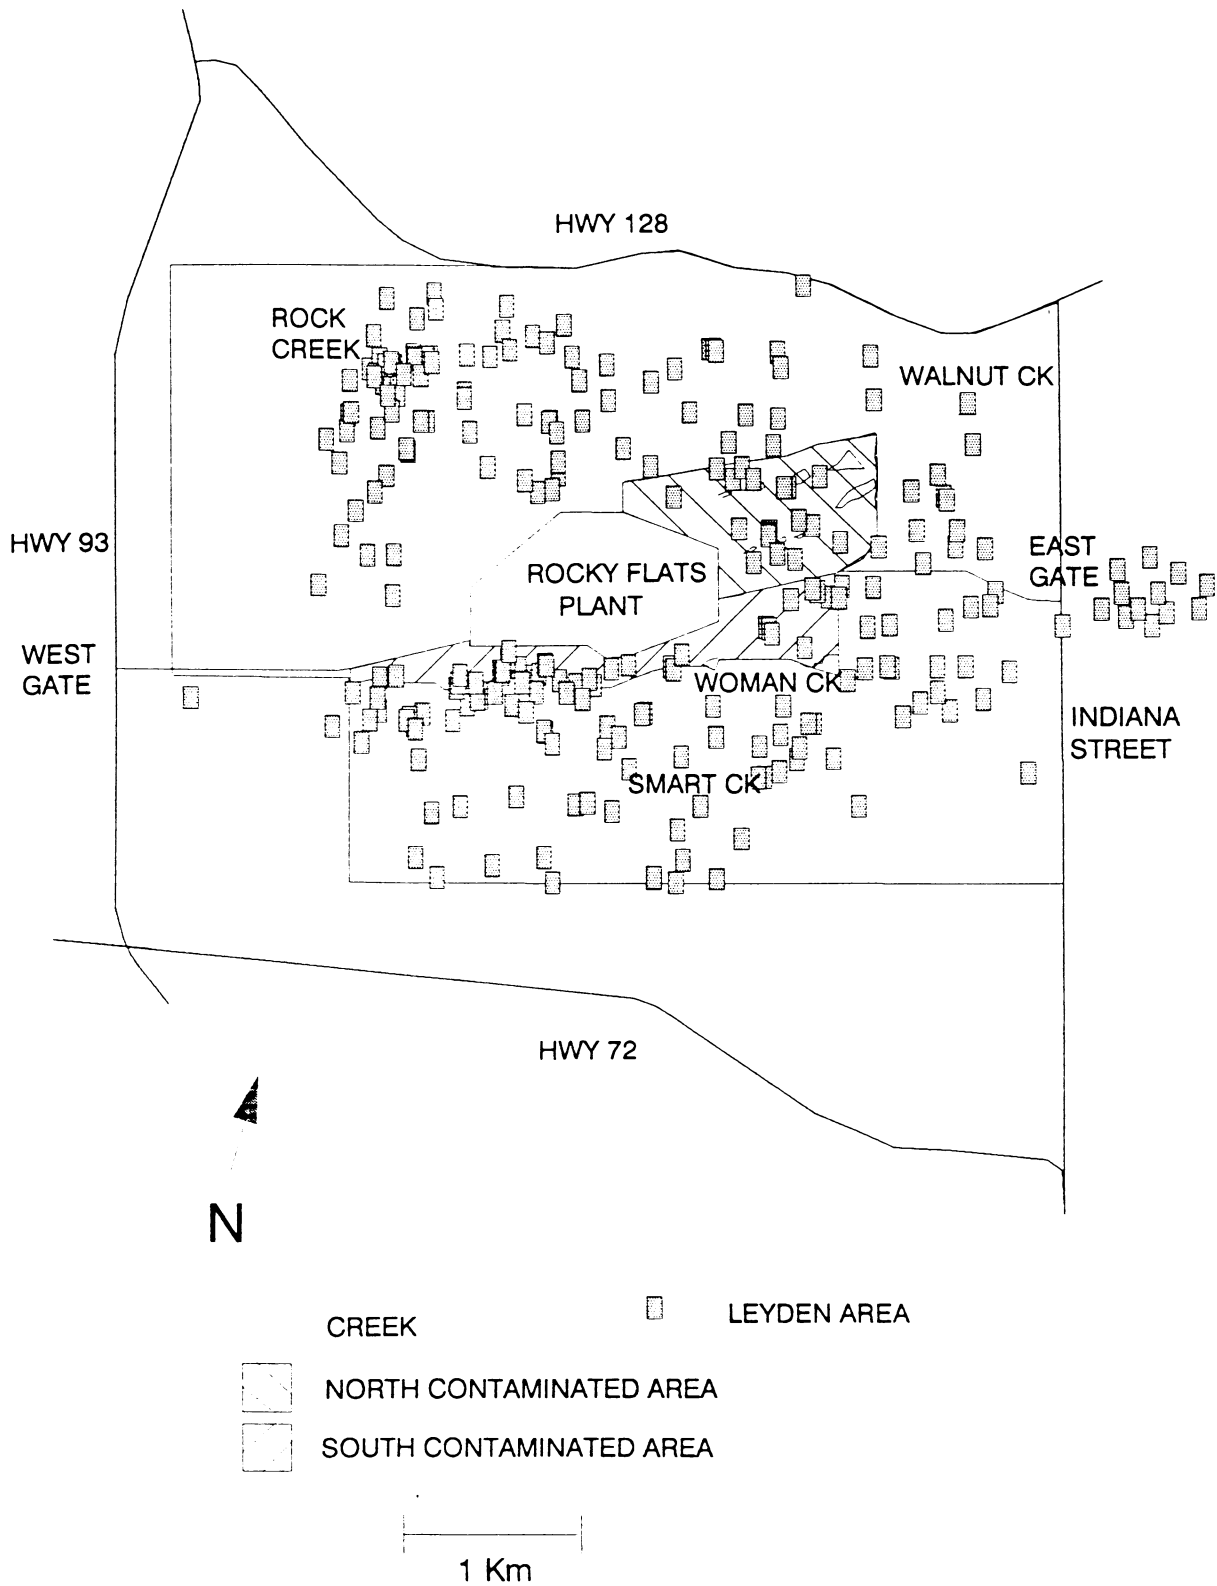 HWY 128
ROCK
CREEK
WALNUT CK
HWY 93
EAST
GATE
ROCKY FLATS
PLANT
WEST
GATE
WOMAN CK
INDIANA
STREET
SMART CK
HWY 72
N
LEYDEN AREA
CREEK
NORTH CONTAMINATED AREA
SOUTH CONTAMINATED AREA
1 Km